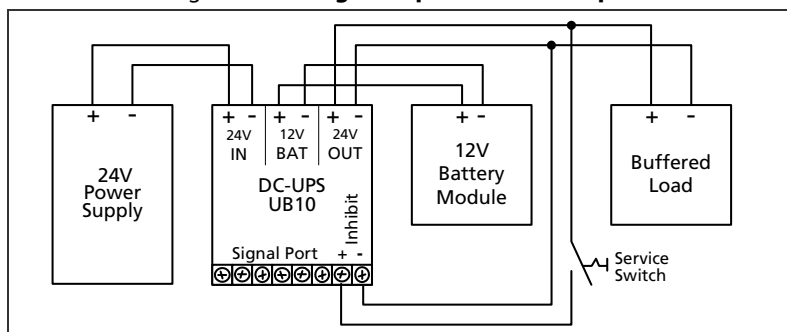 + - + - + - + - + - + -
24V 12V 24V
IN BAT OUT
24V
Power
Supply
DC-UPS
UB10
Inhibit
Signal Port + -
12V
Battery
Module
Buffered
Load
Service
Switch